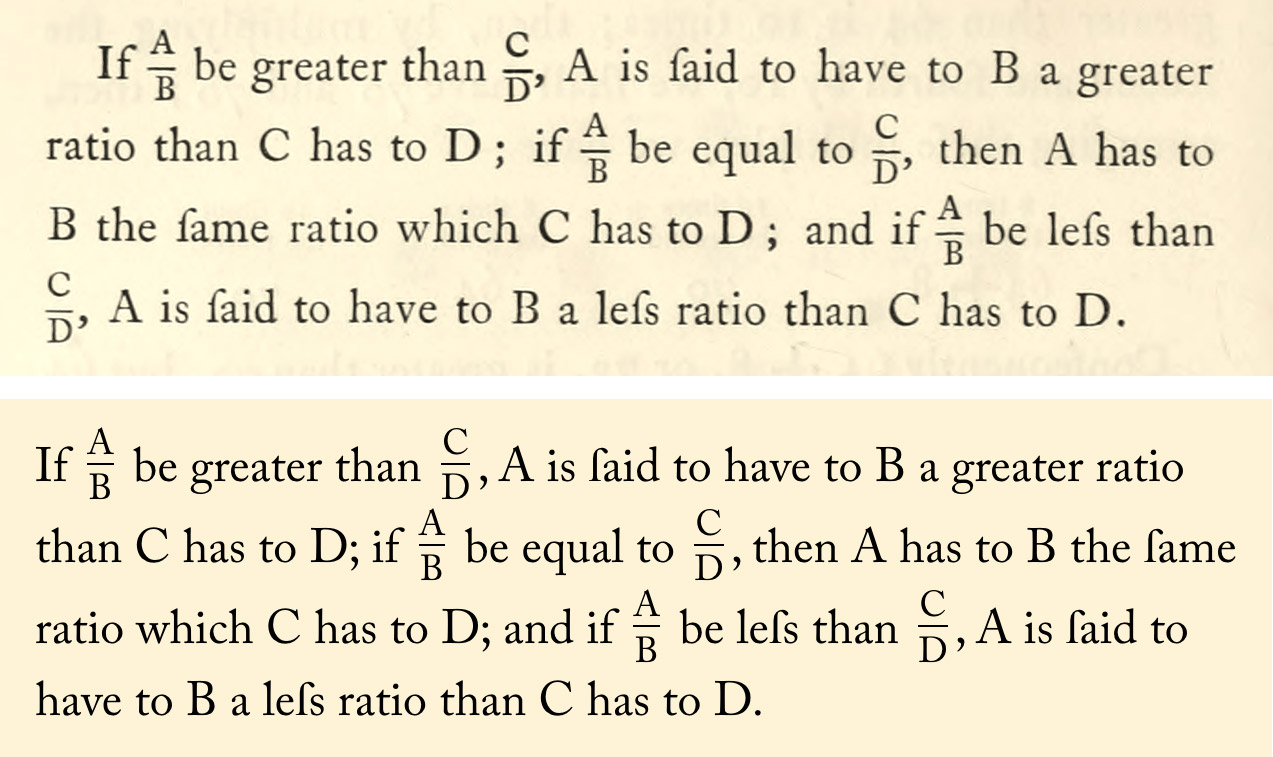 If A/B be greater than C/D, A is ſaid to have to B a greater
ratio than C has to D ; if A/B be equal to C/D, then A has to
B the ſame ratio which C has to D ; and if A/B be leſs than
C/D, A is ſaid to have to B a leſs ratio than C has to D.
If A/B be greater than C/D, A is ſaid to have to B a greater ratio
than C has to D; if A/B be equal to C/D, then A has to B the ſame
ratio which C has to D; and if A/B be leſs than C/D, A is ſaid to
have to B a leſs ratio than C has to D.